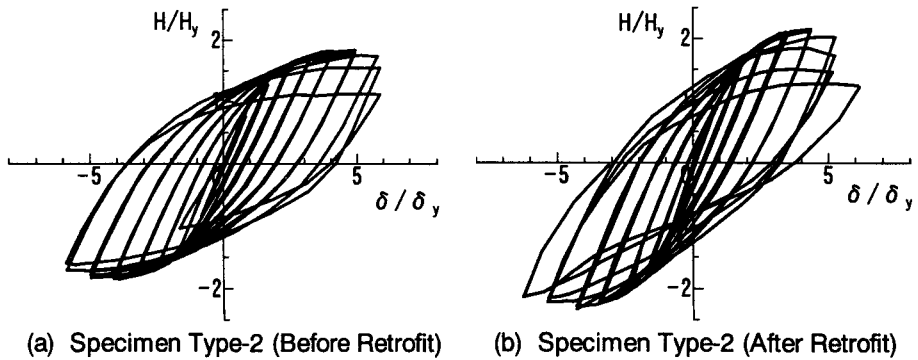 H/Hy
2
-5
5
δ/δy
-2
(a) Specimen Type-2 (Before Retrofit)
H/Hy
2
-5
5
δ/δy
-2
(b) Specimen Type-2 (After Retrofit)